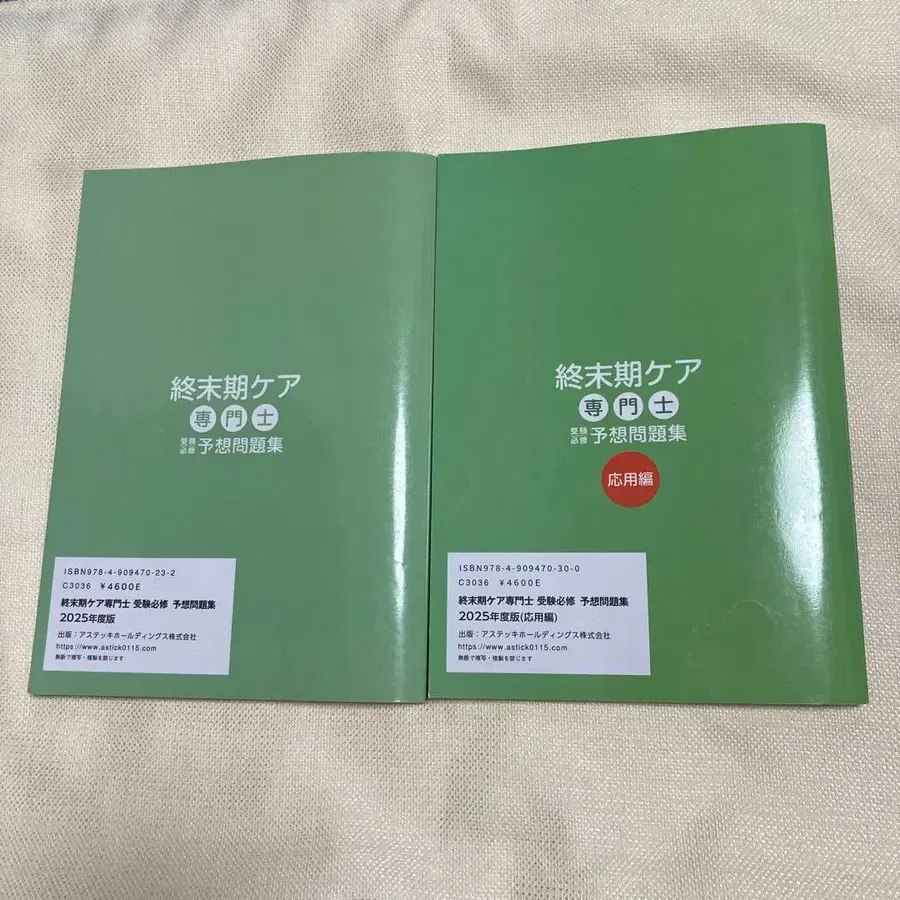 終末期ケア
専門士
受験必修 予想問題集
ISBN978-4-909470-23-2
C3036 ¥4600E
終末期ケア専門士 受験必修 予想問題集
2025年度版
出版：アステッキホールディングス株式会社
https://www.astick0115.com
無断で複写・複製を禁じます
終末期ケア
専門士
受験必修 予想問題集
応用編
ISBN978-4-909470-30-0
C3036 ¥4600E
終末期ケア専門士 受験必修 予想問題集
2025年度版(応用編)
出版：アステッキホールディングス株式会社
https://www.astick0115.com
無断で複写・複製を禁じます